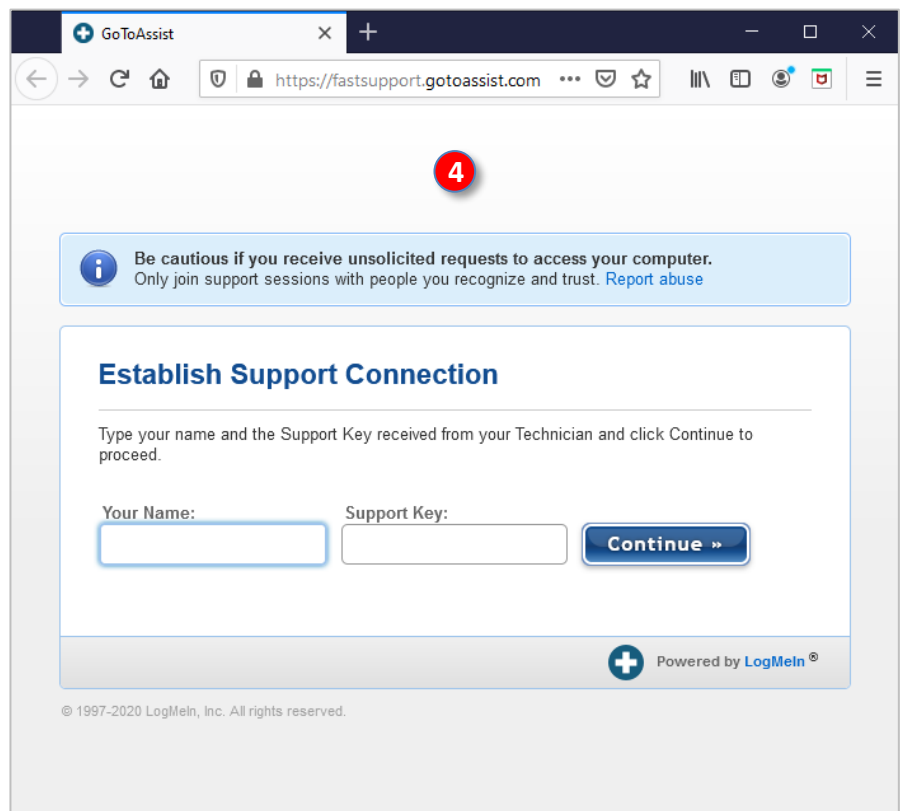 GoToAssist
https://fastsupport.gotoassist.com
4
Be cautious if you receive unsolicited requests to access your computer.
Only join support sessions with people you recognize and trust. Report abuse
Establish Support Connection
Type your name and the Support Key received from your Technician and click Continue to
proceed.
Your Name: Support Key:
Continue »
Powered by LogMeIn ®
© 1997-2020 LogMeIn, Inc. All rights reserved.